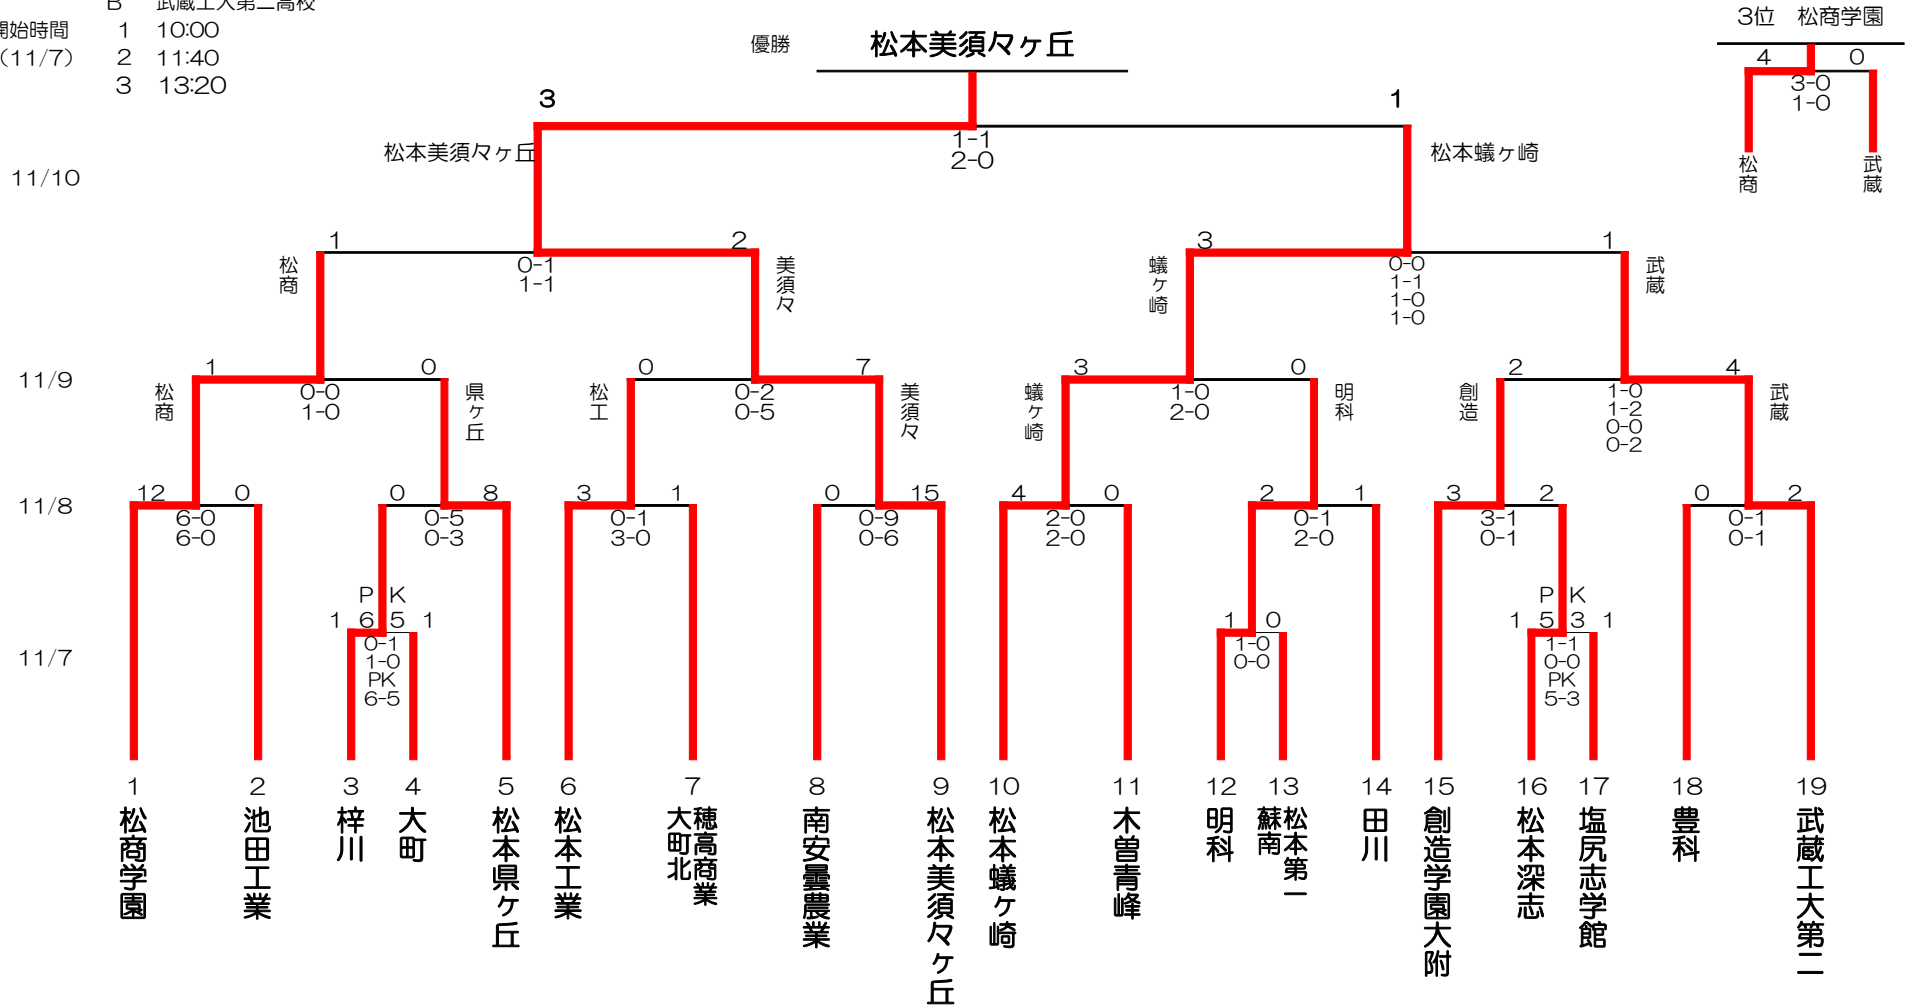 B 武蔵工大第二高校
開始時間 1 10:00
(11/7) 2 11:40
3 13:20
優勝 松本美須々ヶ丘
3位 松商学園
4 0
3-0
1-0
松商 武蔵
3 1
松本美須々ヶ丘 1-1 松本蟻ヶ崎
2-0
11/10
1 2 3 1
松商 0-1 美須々 蟻ヶ崎 0-0 武蔵
1-1 1-1
1-0
1-0
11/9
1 0 0 7 3 0 2 4
松商 0-0 県ヶ丘 松工 0-2 美須々 蟻ヶ崎 1-0 明科 創造 1-0 武蔵
1-0 0-5 2-0 1-2
0-0
0-2
11/8
12 0 0 8 3 1 0 15 4 0 2 1 3 2 0 2
6-0 0-5 0-1 0-9 2-0 0-1 3-1 0-1
6-0 0-3 3-0 0-6 2-0 2-0 0-1 0-1
PK PK
1 6 5 1 1 0 1 5 3 1
11/7
0-1 1-0 1-1
1-0 0-0 0-0
PK PK
6-5 5-3
1 2 3 4 5 6 7 8 9 10 11 12 13 14 15 16 17 18 19
松商学園
池田工業
梓川
大町
松本県ヶ丘
松本工業
穂高商業
大町北
南安曇農業
松本美須々ヶ丘
松本蟻ヶ崎
木曽青峰
明科
松本第一
蘇南
田川
創造学園大附
松本深志
塩尻志学館
豊科
武蔵工大第二